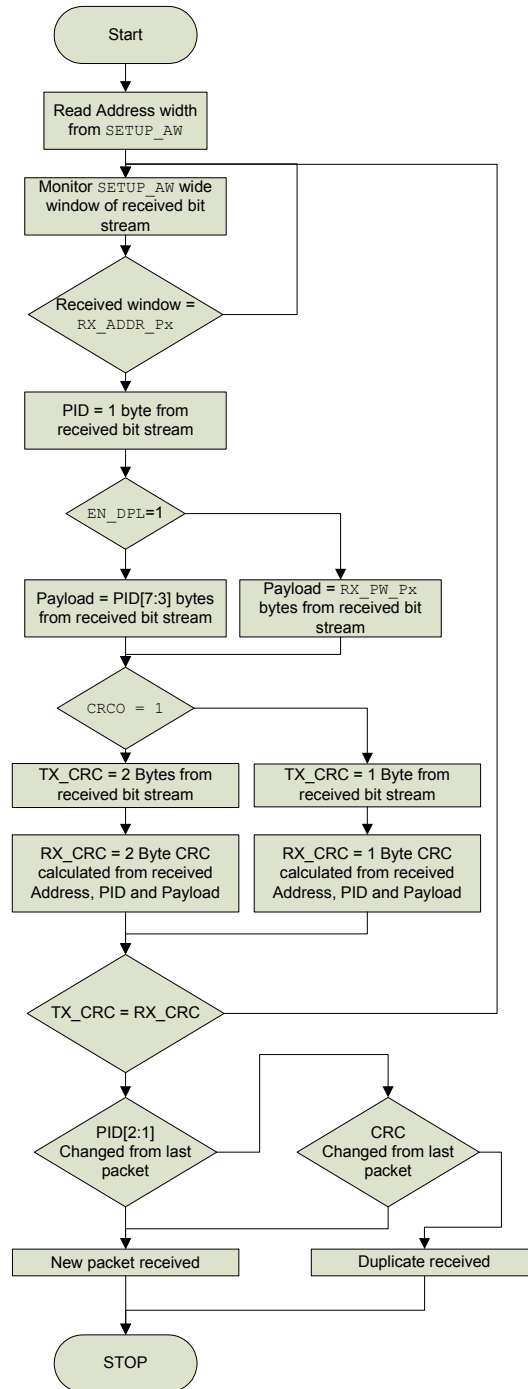 Start
Read Address width
from SETUP_AW
Monitor SETUP_AW wide
window of received bit
stream
Received window =
RX_ADDR_Px
PID = 1 byte from
received bit stream
EN_DPL=1
Payload = PID[7:3] bytes
from received bit stream
Payload = RX_PW_Px
bytes from received bit
stream
CRCO = 1
TX_CRC = 2 Bytes from
received bit stream
TX_CRC = 1 Byte from
received bit stream
RX_CRC = 2 Byte CRC
calculated from received
Address, PID and Payload
RX_CRC = 1 Byte CRC
calculated from received
Address, PID and Payload
TX_CRC = RX_CRC
PID[2:1]
Changed from last
packet
CRC
Changed from last
packet
New packet received
Duplicate received
STOP